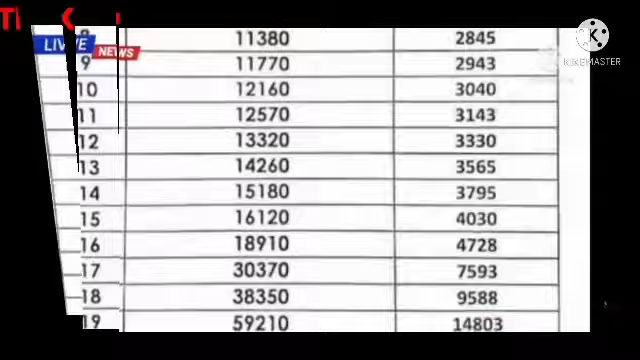 LIVE NEWS
KINEMASTER
8 11380 2845
9 11770 2943
10 12160 3040
11 12570 3143
12 13320 3330
13 14260 3565
14 15180 3795
15 16120 4030
16 18910 4728
17 30370 7593
18 38350 9588
19 59210 14803